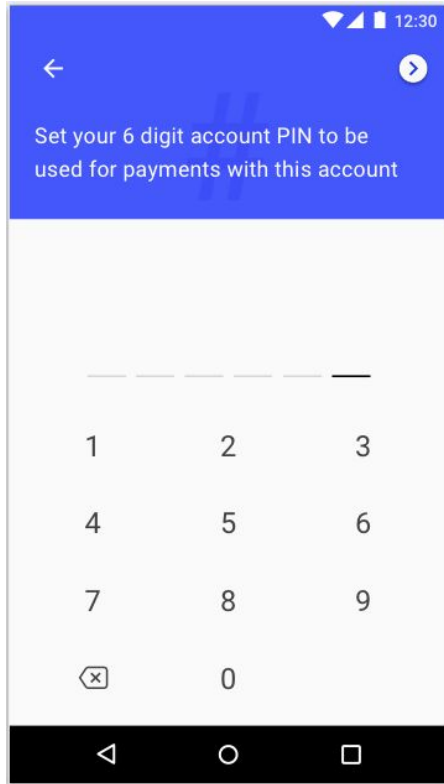 12:30
#
Set your 6 digit account PIN to be
used for payments with this account
1 2 3
4 5 6
7 8 9
0